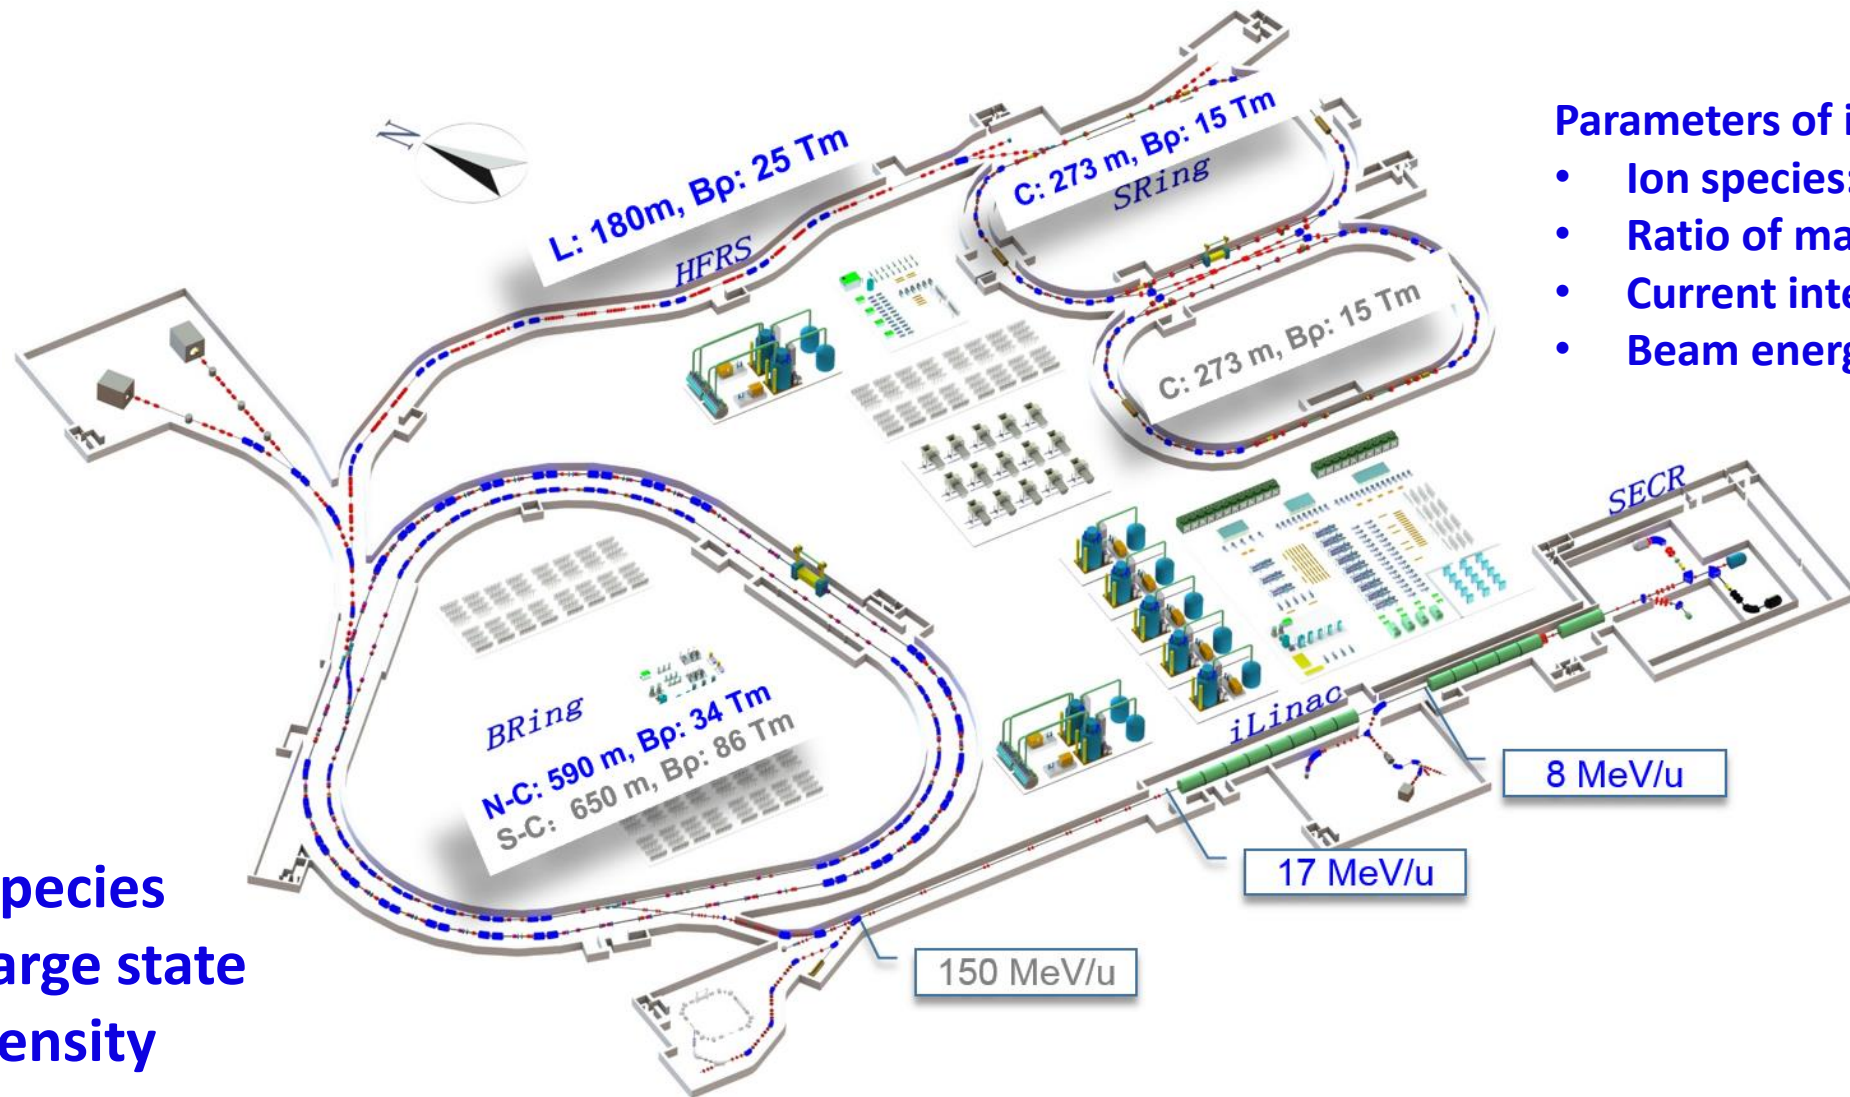 N
L: 180m, Bρ: 25 Tm
HFRS
C: 273 m, Bρ: 15 Tm
SRing
C: 273 m, Bρ: 15 Tm
Parameters of i
• Ion species:
• Ratio of ma
• Current inte
• Beam energ
SECR
BRing
N-C: 590 m, Bρ: 34 Tm
S-C: 650 m, Bρ: 86 Tm
iLinac
8 MeV/u
17 MeV/u
150 MeV/u
pecies
arge state
ensity